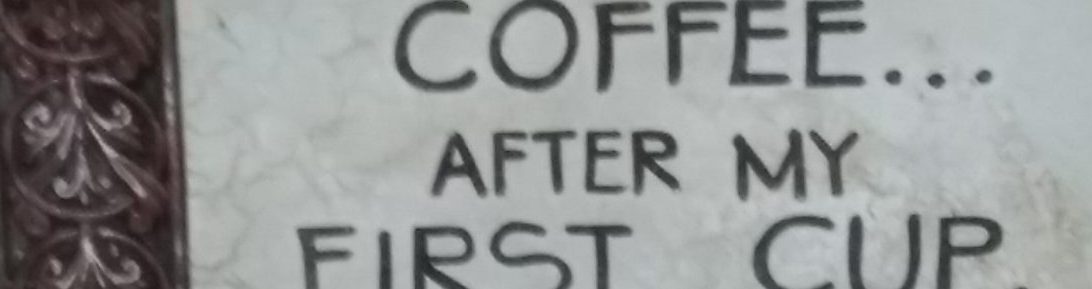 COFFEE...
AFTER MY
FIRST CUP.